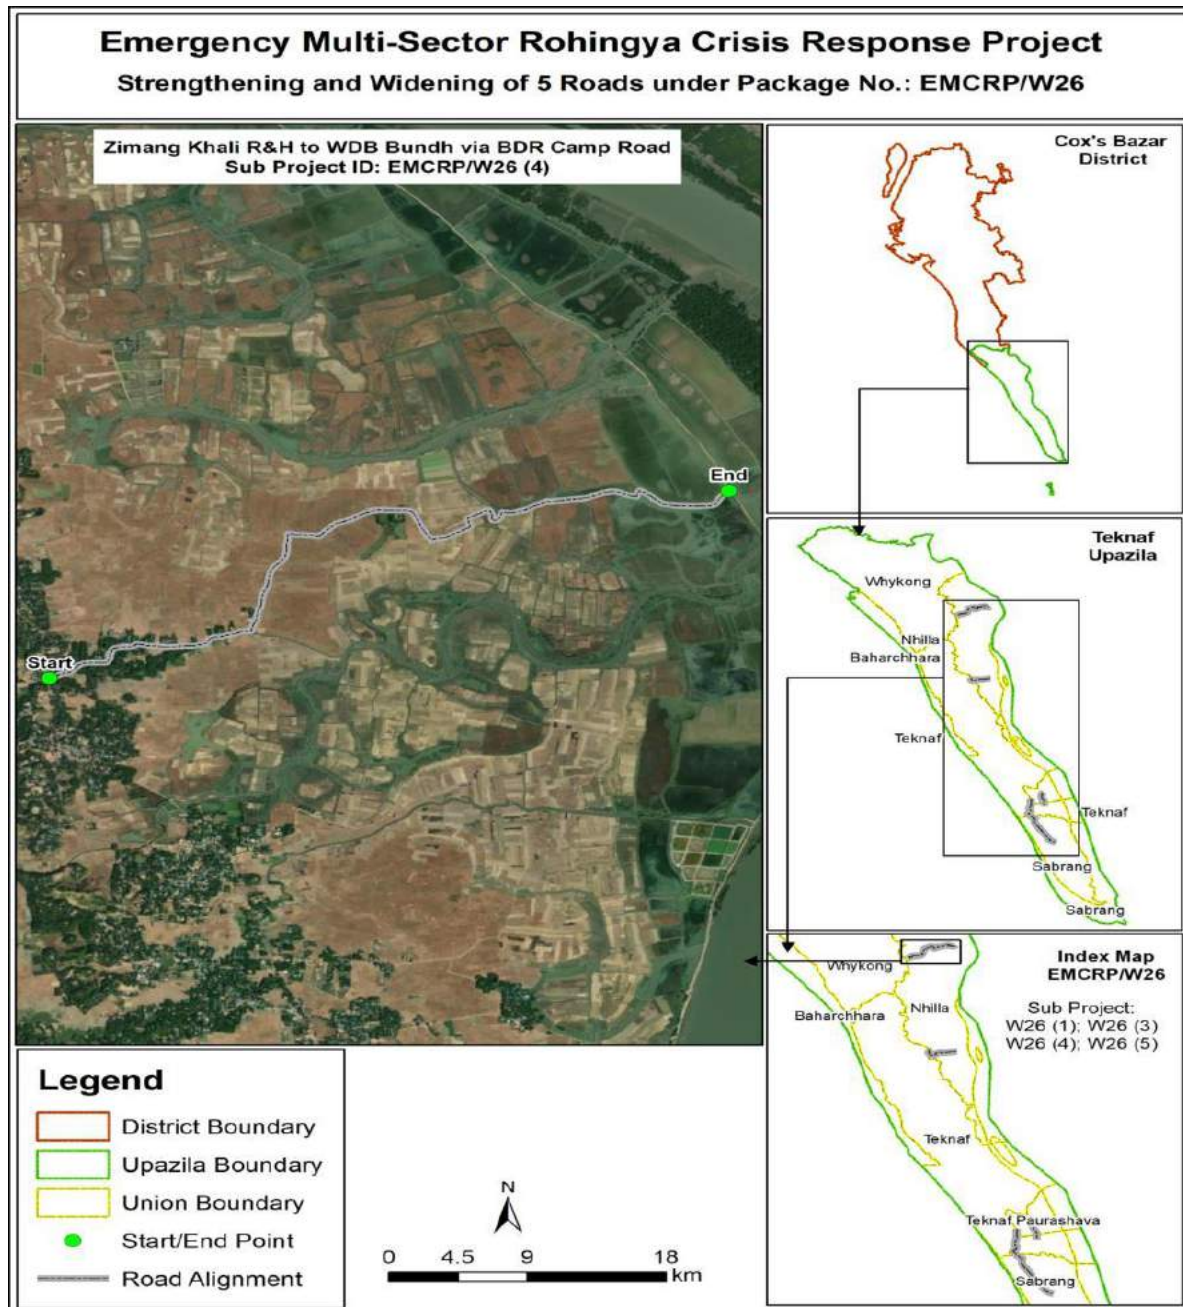 Emergency Multi-Sector Rohingya Crisis Response Project
Strengthening and Widening of 5 Roads under Package No.: EMCRP/W26
Zimang Khali R&H to WDB Bundh via BDR Camp Road
Sub Project ID: EMCRP/W26 (4)
End
Start
Cox's Bazar
District
Teknaf
Upazila
Whykong
Nhilla
Baharchhara
Teknaf
Teknaf
Sabrang
Sabrang
Index Map
EMCRP/W26
Sub Project:
W26 (1); W26 (3)
W26 (4); W26 (5)
Whykong
Nhilla
Baharchhara
Teknaf
Teknaf Paurashava
Sabrang
Legend
District Boundary
Upazila Boundary
Union Boundary
Start/End Point
Road Alignment
N
0 4.5 9 18
km